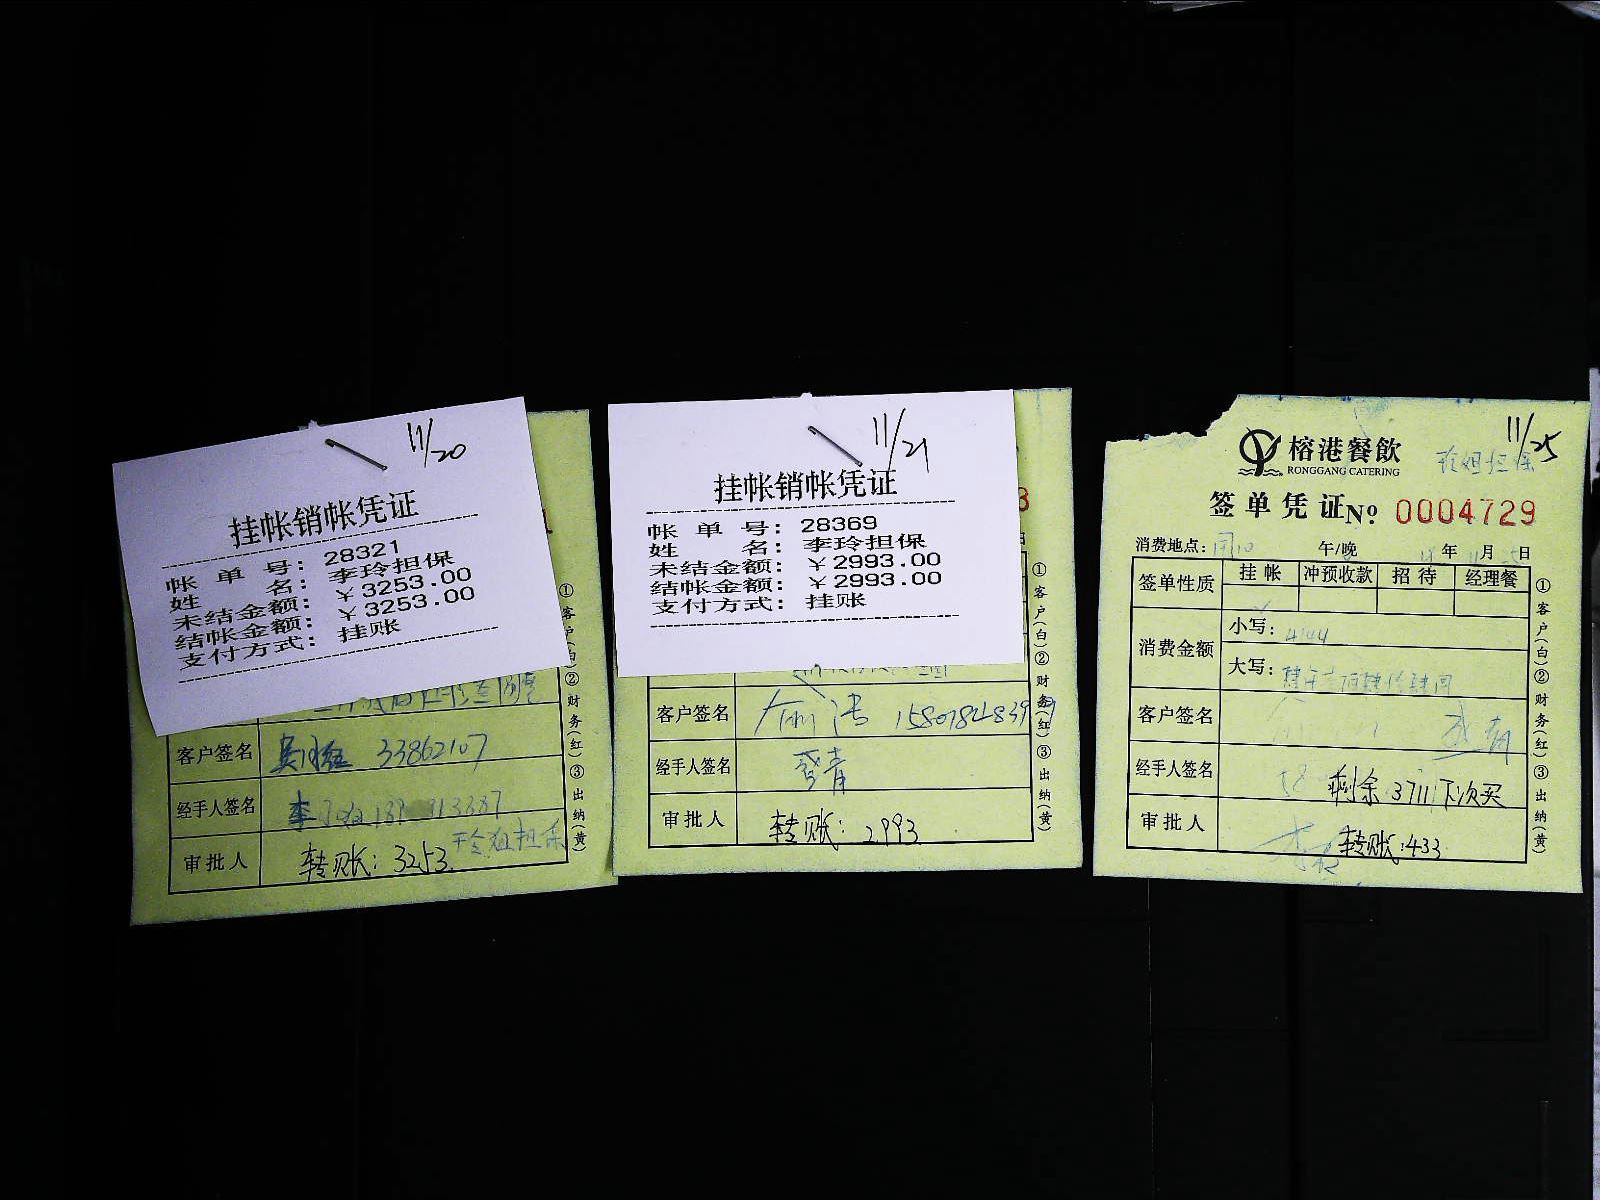 11/20
挂帐销帐凭证
帐单号：28321
姓名：李玲担保
未结金额：￥3253.00
结帐金额：￥3253.00
支付方式：挂账
客户签名 33862107
经手人签名
审批人 转账：3253.
①客户(白)②财务(红)③出纳(黄)
11/21
挂帐销帐凭证
帐单号：28369
姓名：李玲担保
未结金额：￥2993.00
结帐金额：￥2993.00
支付方式：挂账
客户签名
经手人签名
审批人 转账：2993
①客户(白)②财务(红)③出纳(黄)
11/25
榕港餐飲
RONGGANG CATERING
签单凭证№: 0004729
消费地点： 午/晚 年 月 日
签单性质 挂帐 冲预收款 招待 经理餐
消费金额 小写：4144
大写：
客户签名
经手人签名 剩余3711下次买
审批人 转账:433
①客户(白)②财务(红)③出纳(黄)